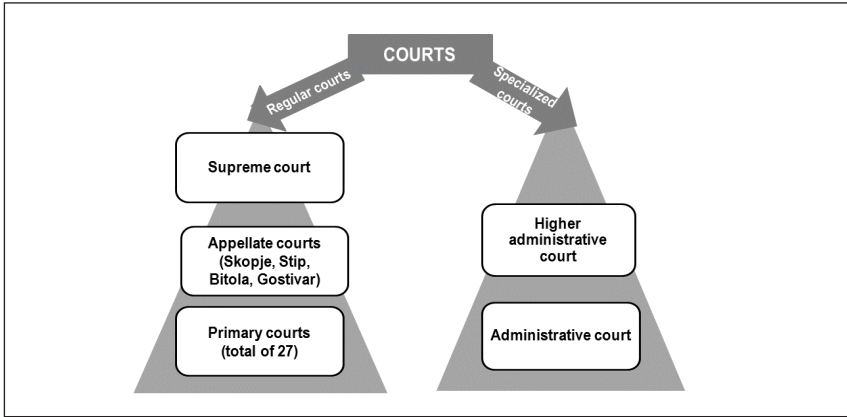 COURTS
Regular courts
Specialized
courts
Supreme court
Appellate courts
(Skopje, Stip,
Bitola, Gostivar)
Primary courts
(total of 27)
Higher
administrative
court
Administrative court